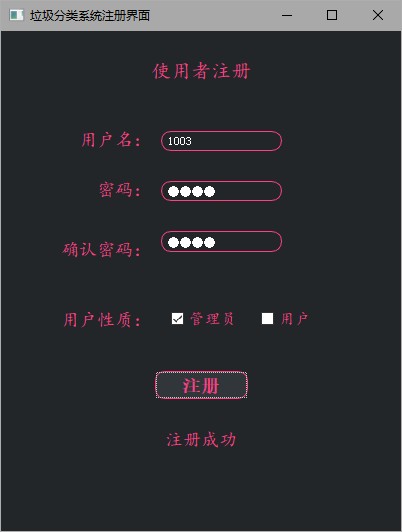 垃圾分类系统注册界面
使用者注册
用户名：
1003
密码：
确认密码：
用户性质：
管理员 用户
注册
注册成功